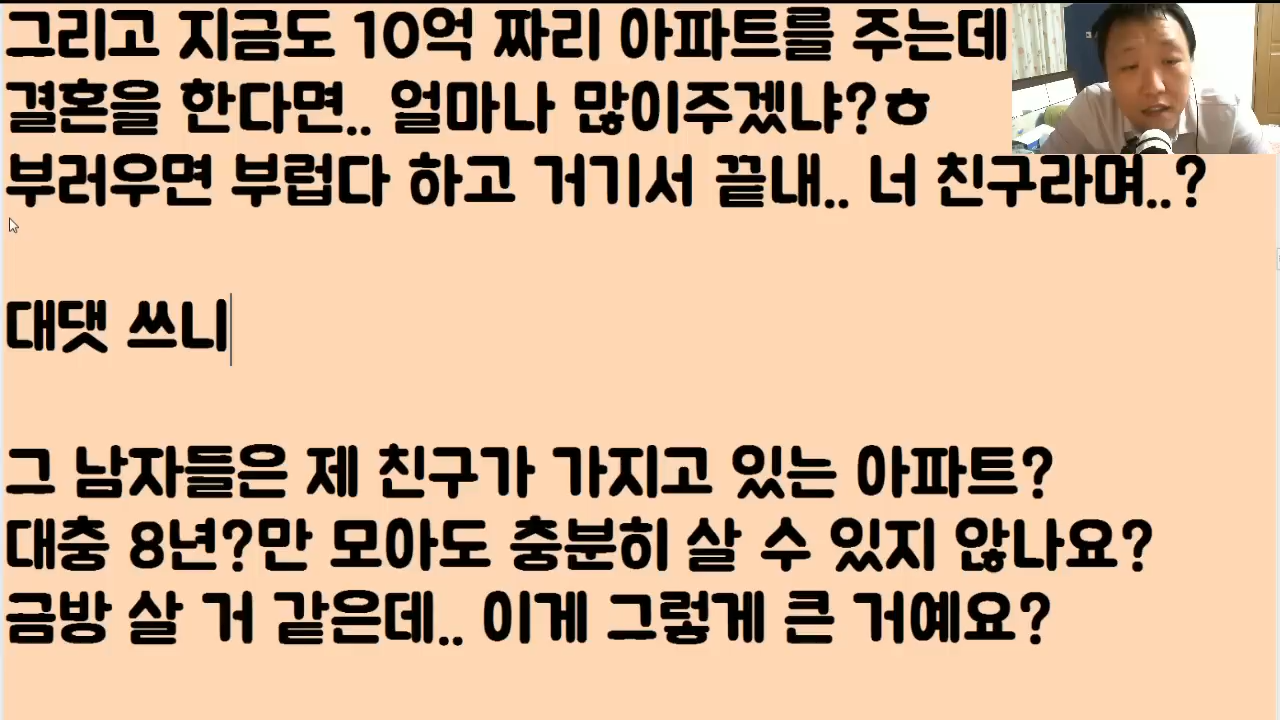 그리고 지금도 10억 짜리 아파트를 주는데
결혼을 한다면.. 얼마나 많이주겠냐?ㅎ
부러우면 부럽다 하고 거기서 끝내.. 너 친구라며..?
대댓 쓰니
그 남자들은 제 친구가 가지고 있는 아파트?
대충 8년?만 모아도 충분히 살 수 있지 않나요?
금방 살 거 같은데.. 이게 그렇게 큰 거예요?